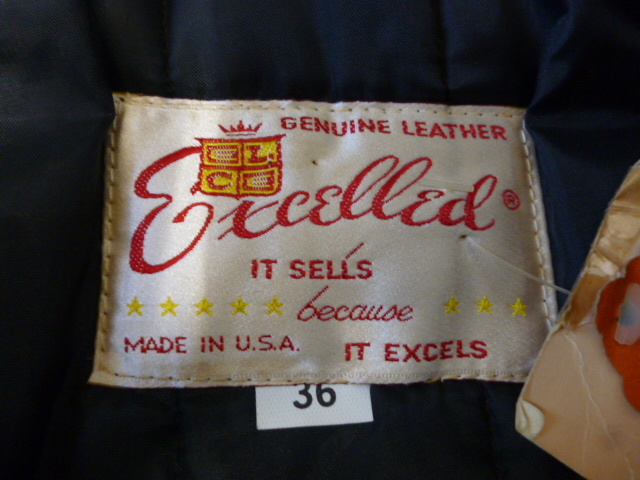 GENUINE LEATHER
Excelled®
IT SELLS
because
MADE IN U.S.A. IT EXCELS
36